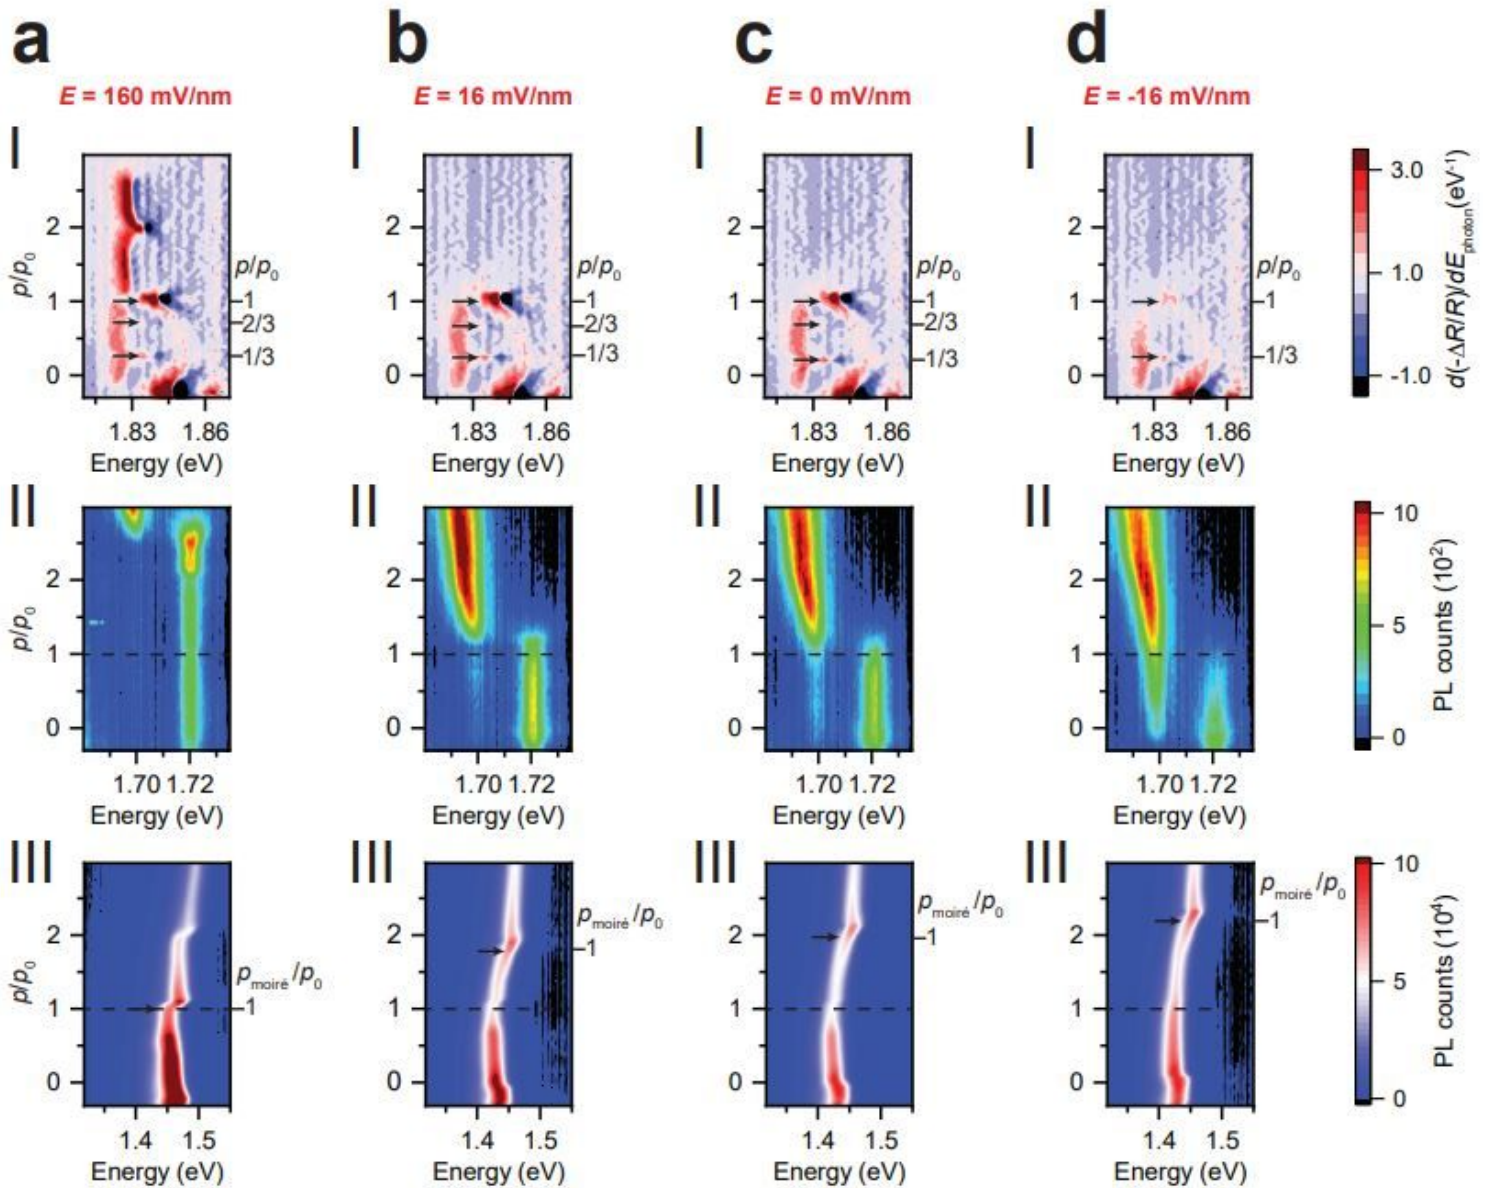 a b c d
E = 160 mV/nm E = 16 mV/nm E = 0 mV/nm E = -16 mV/nm
I I I I
2 2 2 2 3.0
p/p0 p/p0 p/p0 p/p0 p/p0
1 1 1 1 1 1 1 1 1.0
2/3 2/3 2/3
1/3 1/3 1/3 1/3
0 0 0 0 -1.0
d(-ΔR/R)/dEphoton(eV-1)
1.83 1.86 1.83 1.86 1.83 1.86 1.83 1.86
Energy (eV) Energy (eV) Energy (eV) Energy (eV)
II II II II
10
2 2 2 2
p/p0 5 PL counts (10²)
1 1 1 1
0 0 0 0 0
1.70 1.72 1.70 1.72 1.70 1.72 1.70 1.72
Energy (eV) Energy (eV) Energy (eV) Energy (eV)
III III III III
10
pmoiré/p0 pmoiré/p0 pmoiré/p0
2 2 1 2 1 2 1
p/p0 pmoiré/p0 5 PL counts (10⁴)
1 1 1 1 1
0 0 0 0 0
1.4 1.5 1.4 1.5 1.4 1.5 1.4 1.5
Energy (eV) Energy (eV) Energy (eV) Energy (eV)